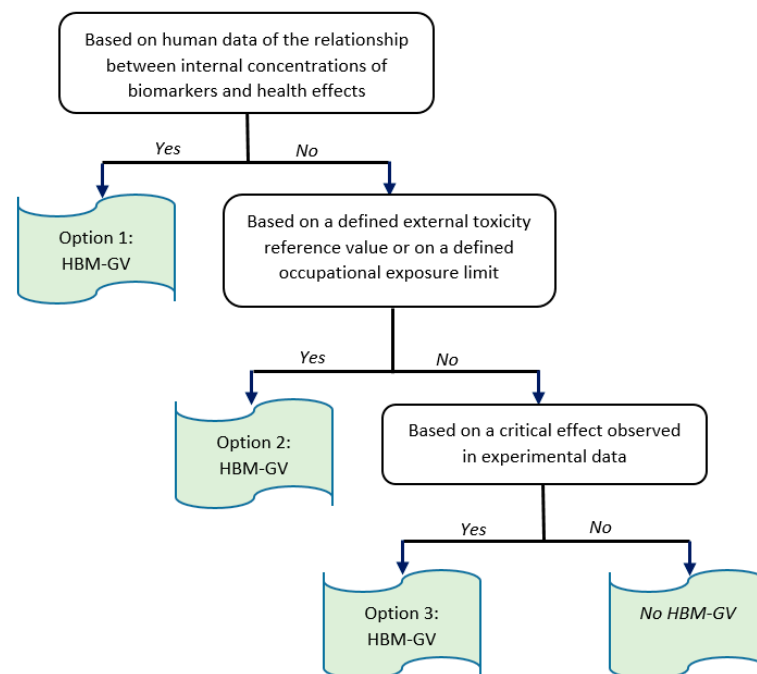 Based on human data of the relationship
between internal concentrations of
biomarkers and health effects
Yes
No
Option 1:
HBM-GV
Based on a defined external toxicity
reference value or on a defined
occupational exposure limit
Yes
No
Option 2:
HBM-GV
Based on a critical effect observed
in experimental data
Yes
No
Option 3:
HBM-GV
No HBM-GV